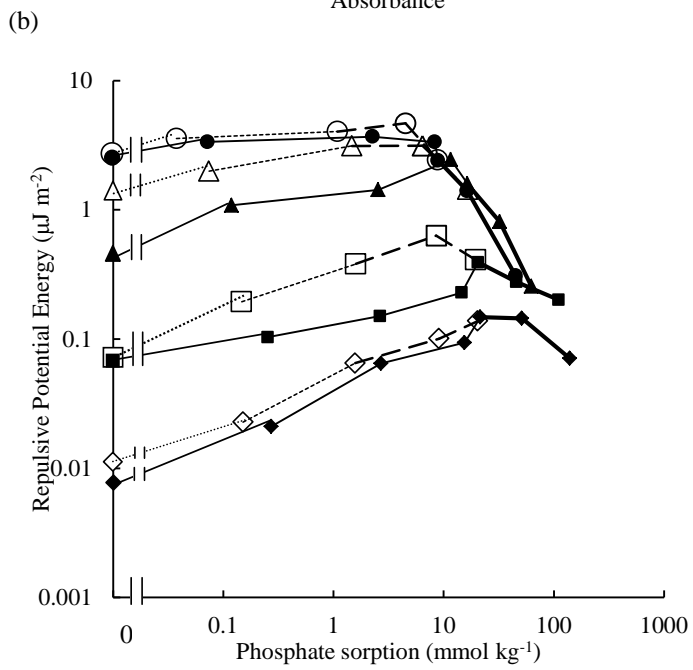 Absorbance
(b)
Repulsive Potential Energy (µJ m⁻²)
10
1
0.1
0.01
0.001
0
0.1
1
10
100
1000
Phosphate sorption (mmol kg⁻¹)